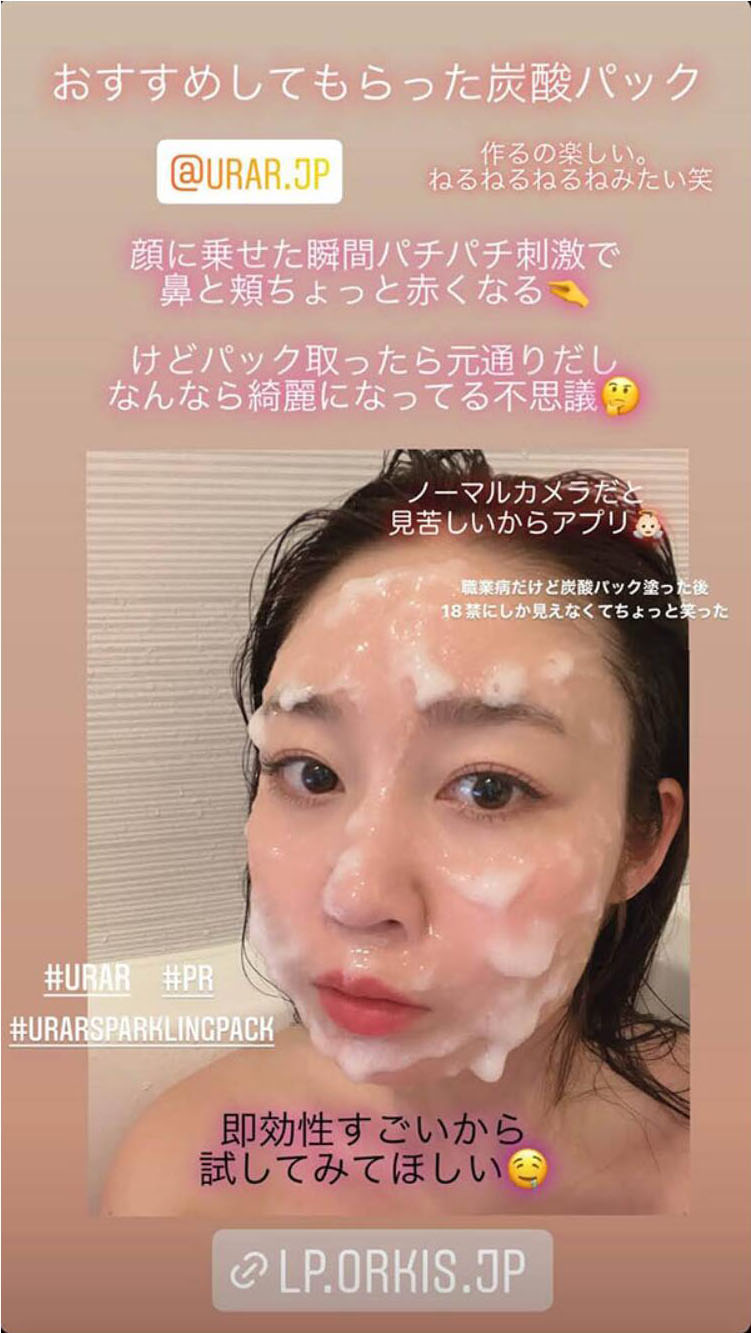 おすすめしてもらった炭酸パック
@URAR.JP
作るの楽しい。
ねるねるねるねみたい笑
顔に乗せた瞬間パチパチ刺激で
鼻と頬ちょっと赤くなる🫱
けどパック取ったら元通りだし
なんなら綺麗になってる不思議🤔
ノーマルカメラだと
見苦しいからアプリ👼🏻
職業病だけど炭酸パック塗った後
18禁にしか見えなくてちょっと笑った
#URAR #PR
#URARSPARKLINGPACK
即効性すごいから
試してみてほしい🤤
LP.ORKIS.JP